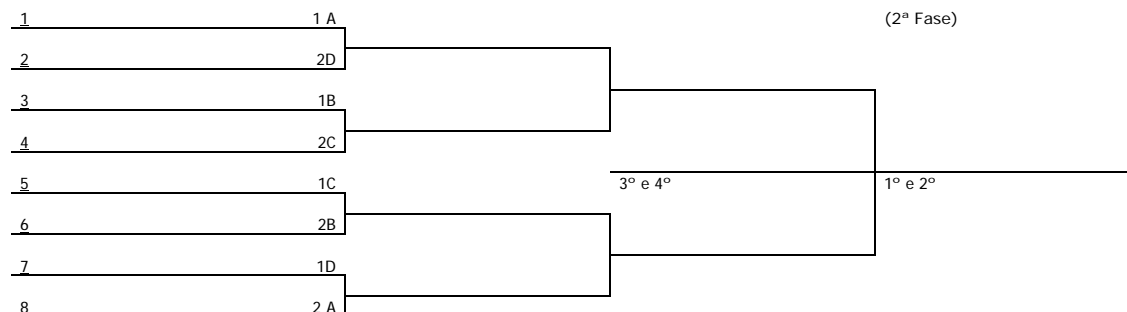 1 1 A (2ª Fase)
2 2D
3 1B
4 2C
5 1C 3º e 4º 1º e 2º
6 2B
7 1D
8 2 A